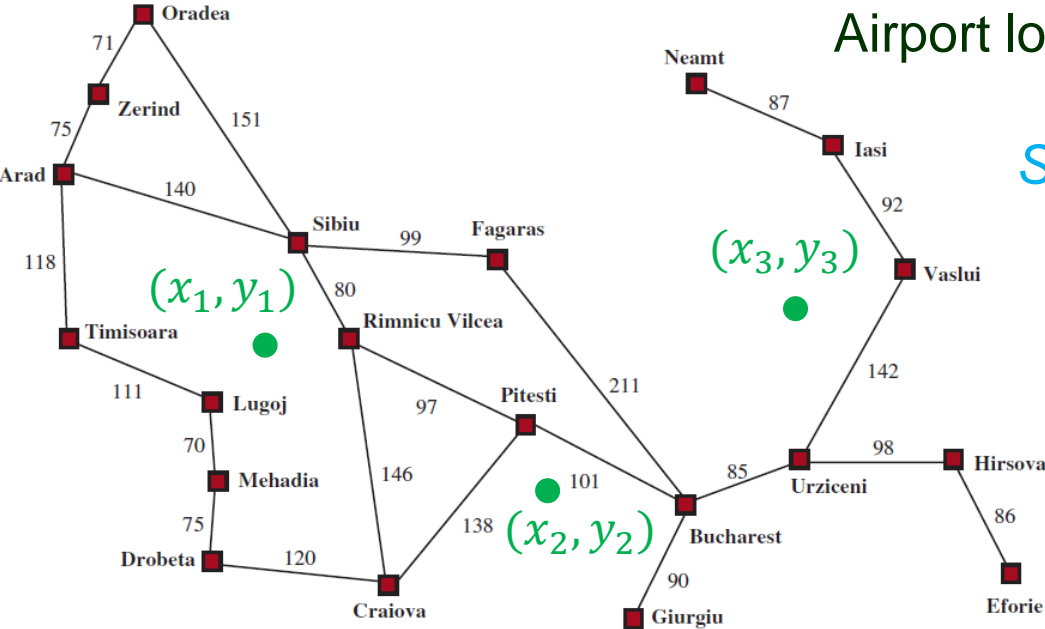 Airport lo
S
Oradea
71
Neamt
87
Zerind
151
75
Iasi
Arad
140
92
Sibiu
Fagaras
99
118
(x₁, y₁)
80
(x₃, y₃)
Vaslui
Timisoara
Rimnicu Vilcea
142
111
Lugoj
97
Pitesti
211
70
Mehadia
146
101
85
Urziceni
98
Hirsova
75
138
(x₂, y₂)
Bucharest
86
Drobeta
120
90
Craiova
Giurgiu
Eforie